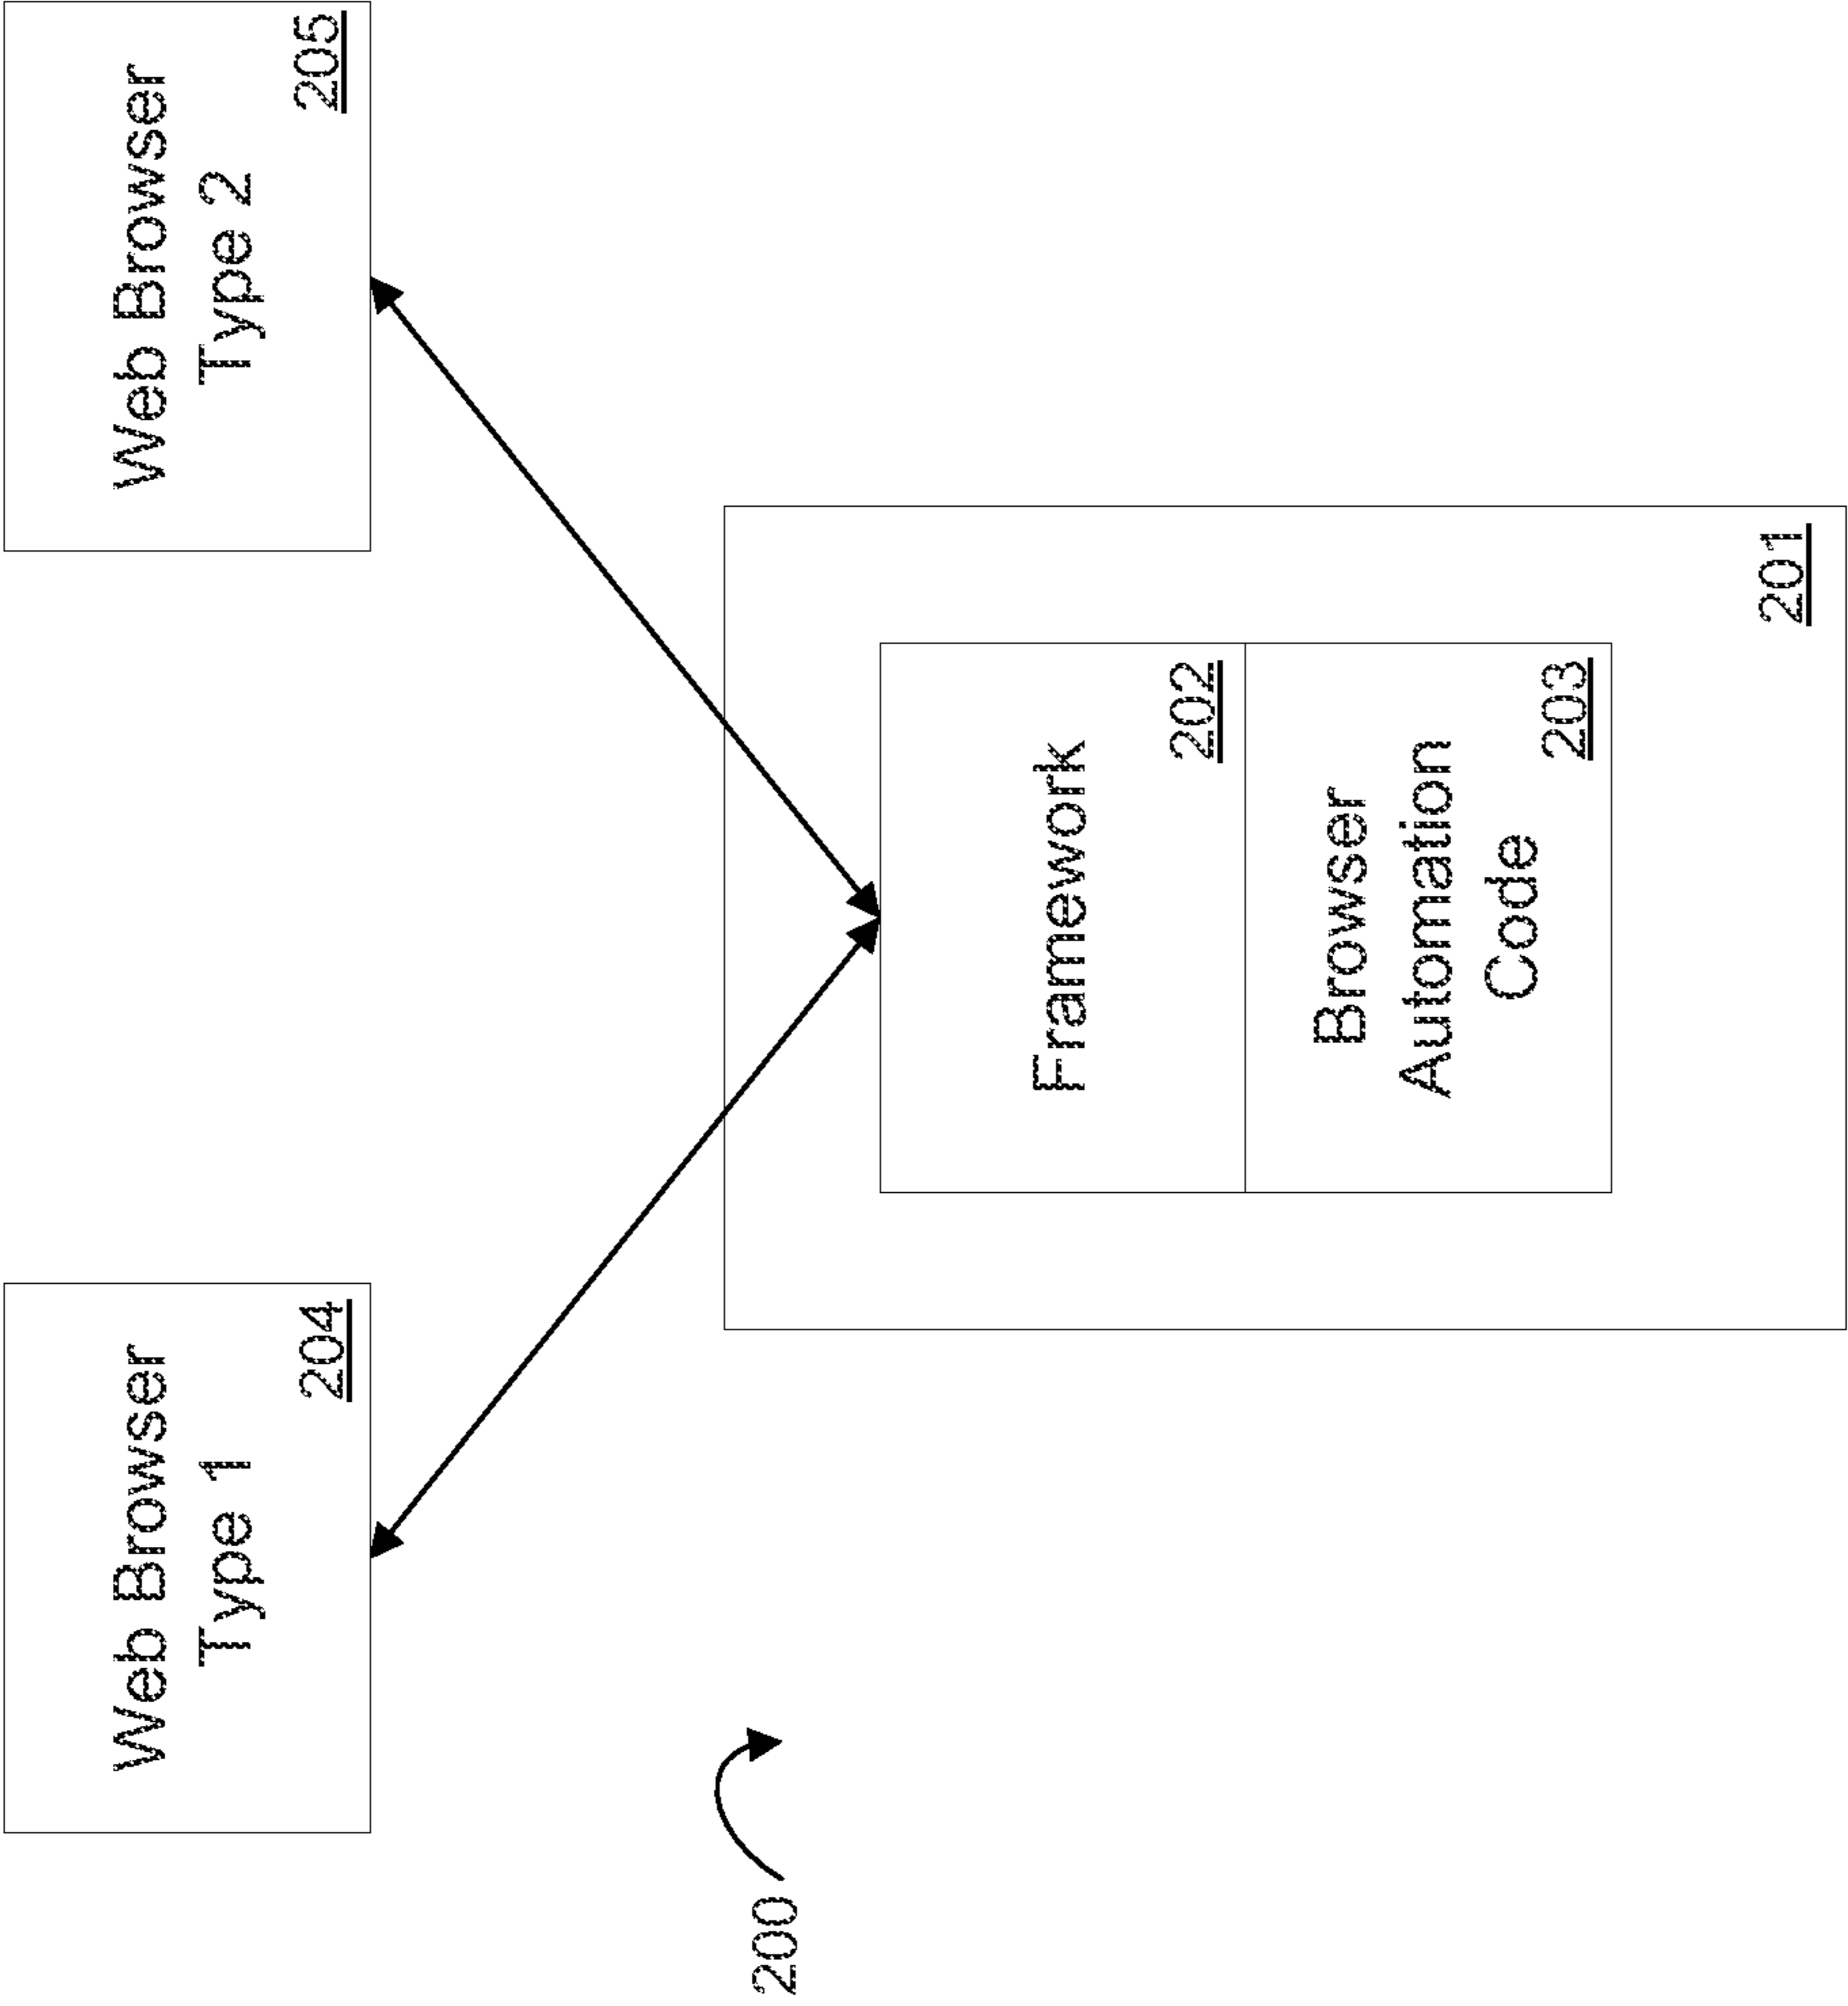 200
Web Browser
Type 1
204
Web Browser
Type 2
205
Framework
202
Browser
Automation
Code
203
201